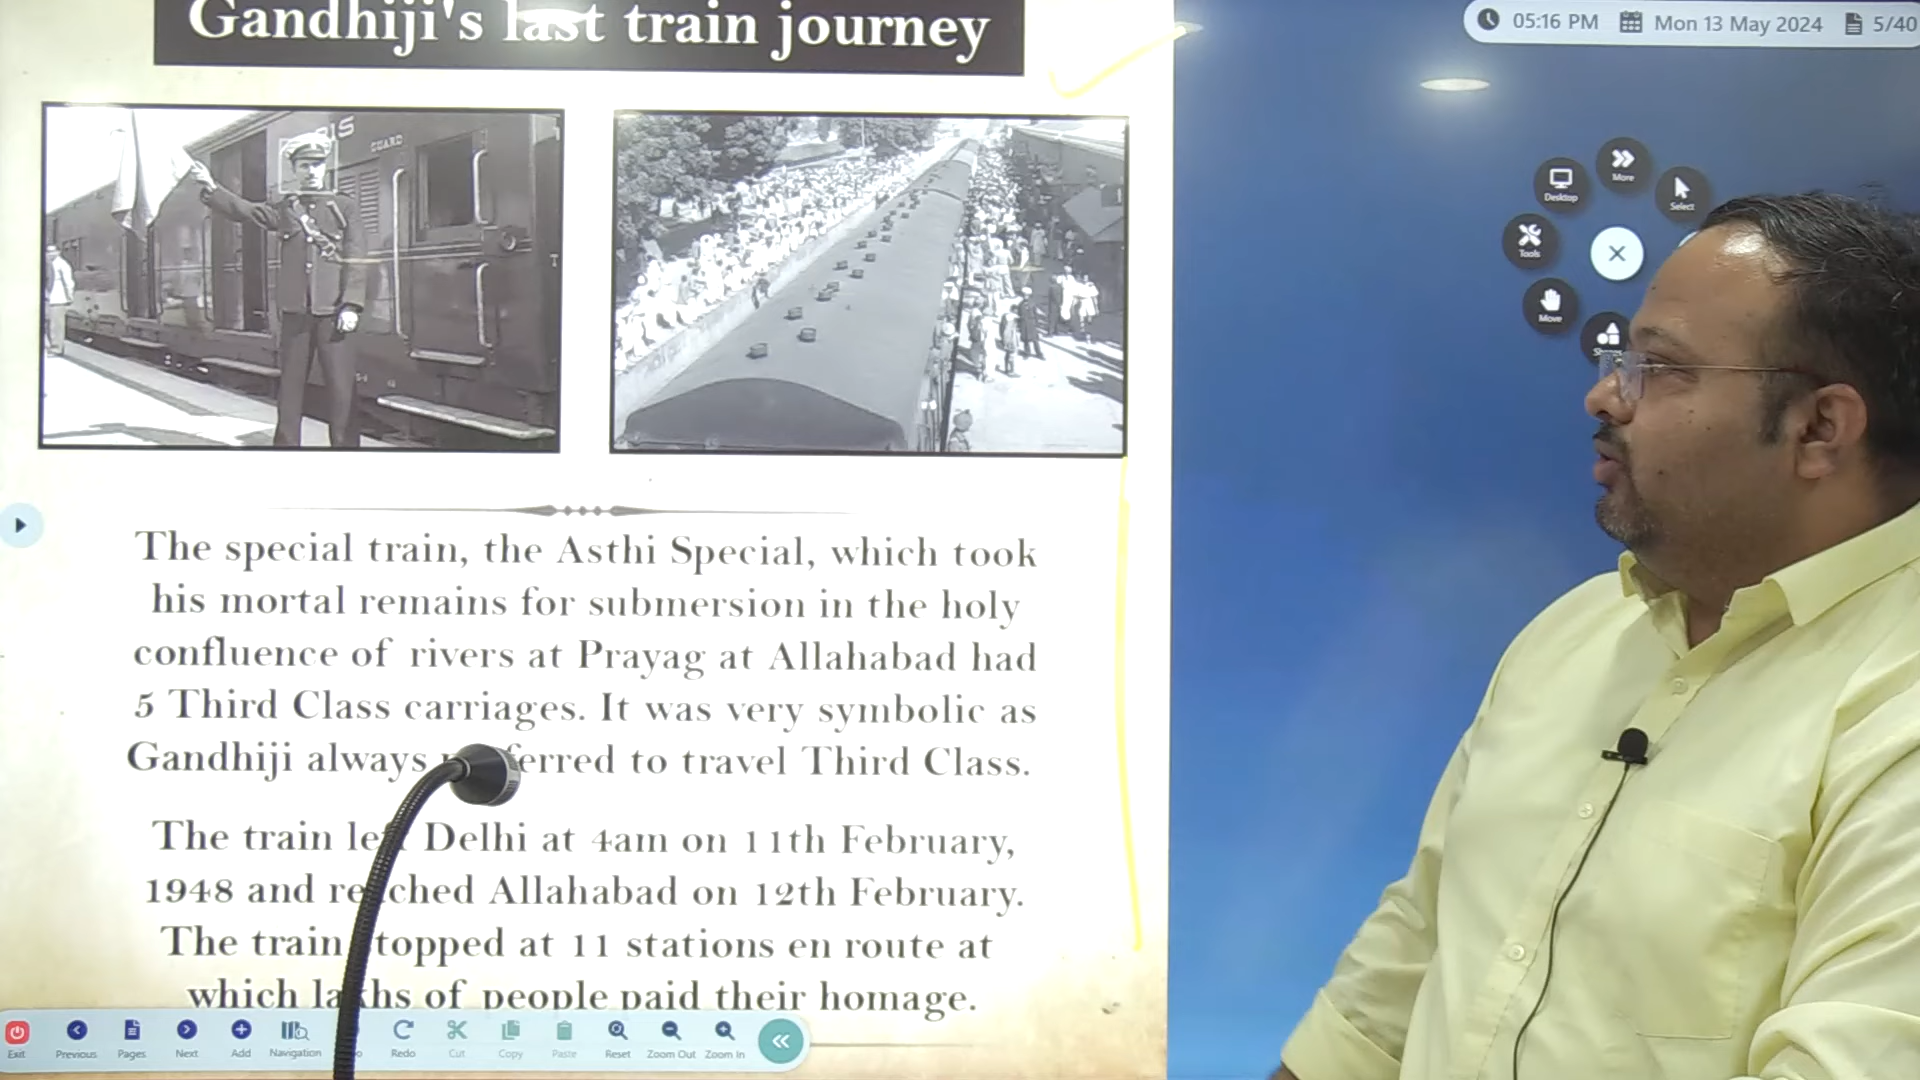 Gandhiji's last train journey
05:16 PM
Mon 13 May 2024
5/40
IS
GUARD
More
Desktop
Select
Tools
Move
The special train, the Asthi Special, which took
his mortal remains for submersion in the holy
confluence of rivers at Prayag at Allahabad had
5 Third Class carriages. It was very symbolic as
Gandhiji always to travel Third Class.
The train Delhi at 4am on 11th February,
1948 and Allahabad on 12th February.
The train at 11 stations en route at
which of people paid their homage.
Exit
Previous
Pages
Next
Add
Navigation
Redo
Cut
Copy
Paste
Reset
Zoom Out
Zoom In